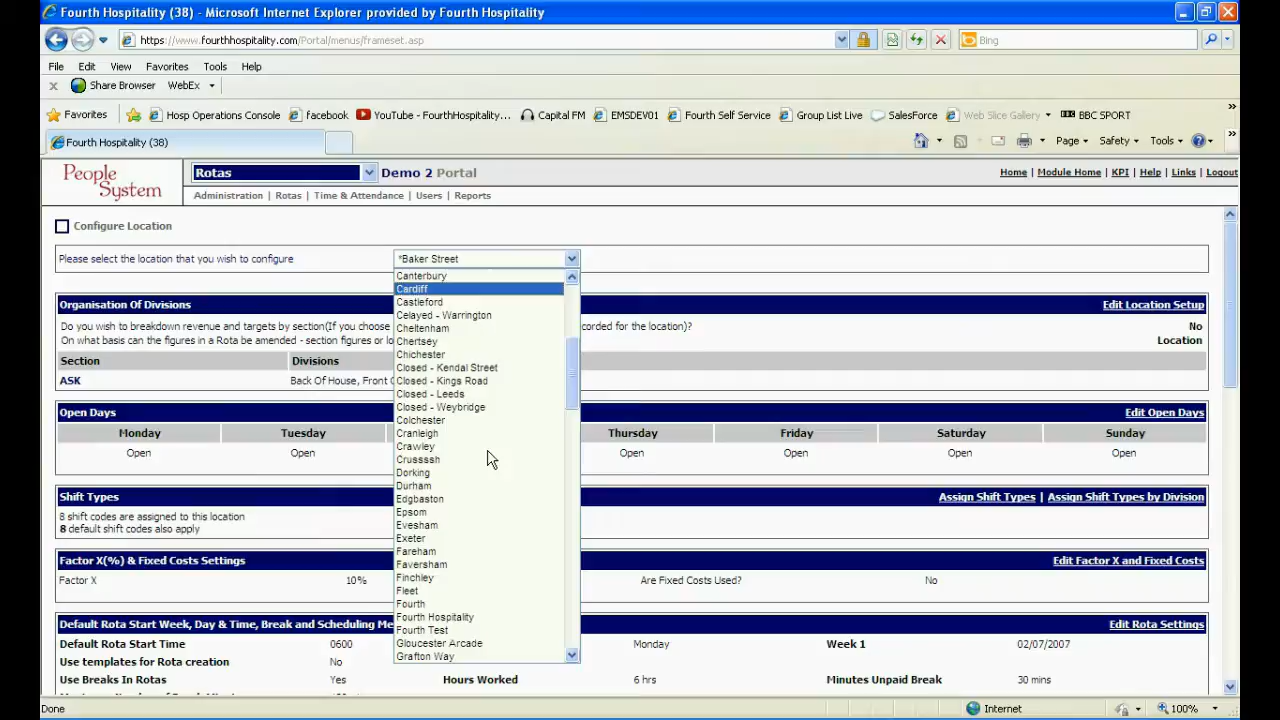 Fourth Hospitality (38) - Microsoft Internet Explorer provided by Fourth Hospitality
https://www.fourthhospitality.com/Portal/menus/frameset.asp
Bing
File Edit View Favorites Tools Help
Share Browser WebEx
Favorites Hosp Operations Console facebook YouTube - FourthHospitality... Capital FM EMSDEV01 Fourth Self Service Group List Live SalesForce Web Slice Gallery BBC SPORT
Fourth Hospitality (38) Page Safety Tools
People System
Rotas Demo 2 Portal Home | Module Home | KPI | Help | Links | Logout
Administration | Rotas | Time & Attendance | Users | Reports
Configure Location
Please select the location that you wish to configure *Baker Street
Canterbury
Cardiff
Castleford
Celayed - Warrington
Cheltenham
Chertsey
Chichester
Closed - Kendal Street
Closed - Kings Road
Closed - Leeds
Closed - Weybridge
Colchester
Cranleigh
Crawley
Crussssh
Dorking
Durham
Edgbaston
Epsom
Evesham
Exeter
Fareham
Faversham
Finchley
Fleet
Fourth
Fourth Hospitality
Fourth Test
Gloucester Arcade
Grafton Way
Organisation Of Divisions Edit Location Setup
Do you wish to breakdown revenue and targets by section(If you choose corded for the location)? No
On what basis can the figures in a Rota be amended - section figures or lo Location
Section Divisions
ASK Back Of House, Front
Open Days Edit Open Days
Monday Tuesday Thursday Friday Saturday Sunday
Open Open Open Open Open Open
Shift Types Assign Shift Types | Assign Shift Types by Division
8 shift codes are assigned to this location
8 default shift codes also apply
Factor X(%) & Fixed Costs Settings Edit Factor X and Fixed Costs
Factor X 10% Are Fixed Costs Used? No
Default Rota Start Week, Day & Time, Break and Scheduling Me Edit Rota Settings
Default Rota Start Time 0600 Monday Week 1 02/07/2007
Use templates for Rota creation No
Use Breaks In Rotas Yes Hours Worked 6 hrs Minutes Unpaid Break 30 mins
Done Internet 100%